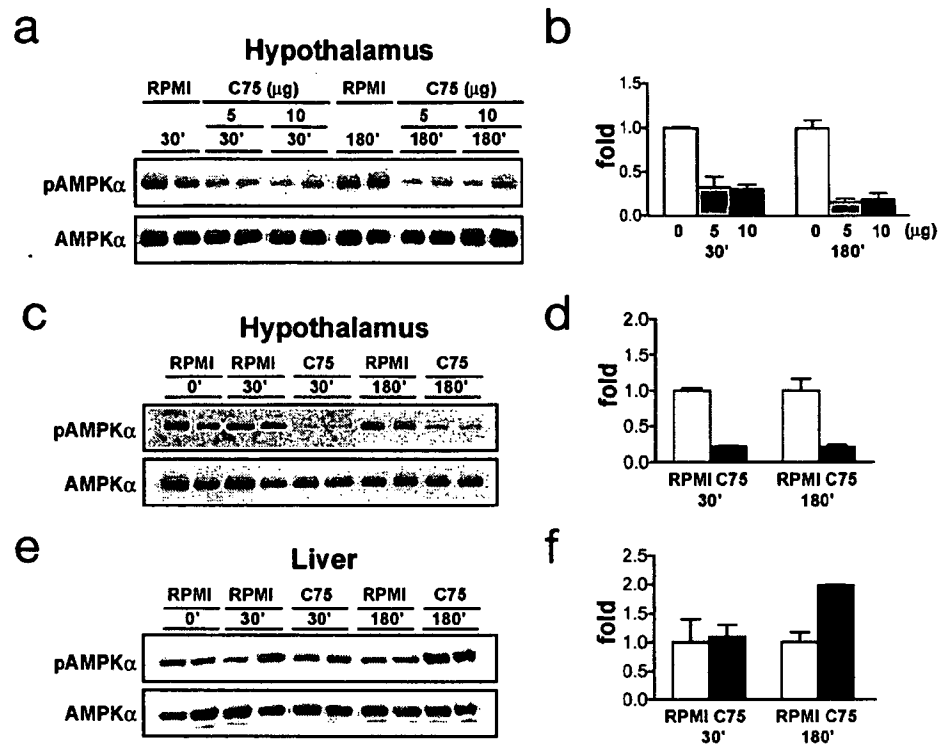 a
Hypothalamus
RPMI C75 (µg) RPMI C75 (µg)
5 10 5 10
30' 30' 30' 180' 180' 180'
pAMPKα
AMPKα
b
fold
1.5
1.0
0.5
0.0
0 5 10 0 5 10 (µg)
30' 180'
c
Hypothalamus
RPMI RPMI C75 RPMI C75
0' 30' 30' 180' 180'
pAMPKα
AMPKα
d
fold
2.0
1.5
1.0
0.5
0.0
RPMI C75 RPMI C75
30' 180'
e
Liver
RPMI RPMI C75 RPMI C75
0' 30' 30' 180' 180'
pAMPKα
AMPKα
f
fold
2.5
2.0
1.5
1.0
0.5
0.0
RPMI C75 RPMI C75
30' 180'